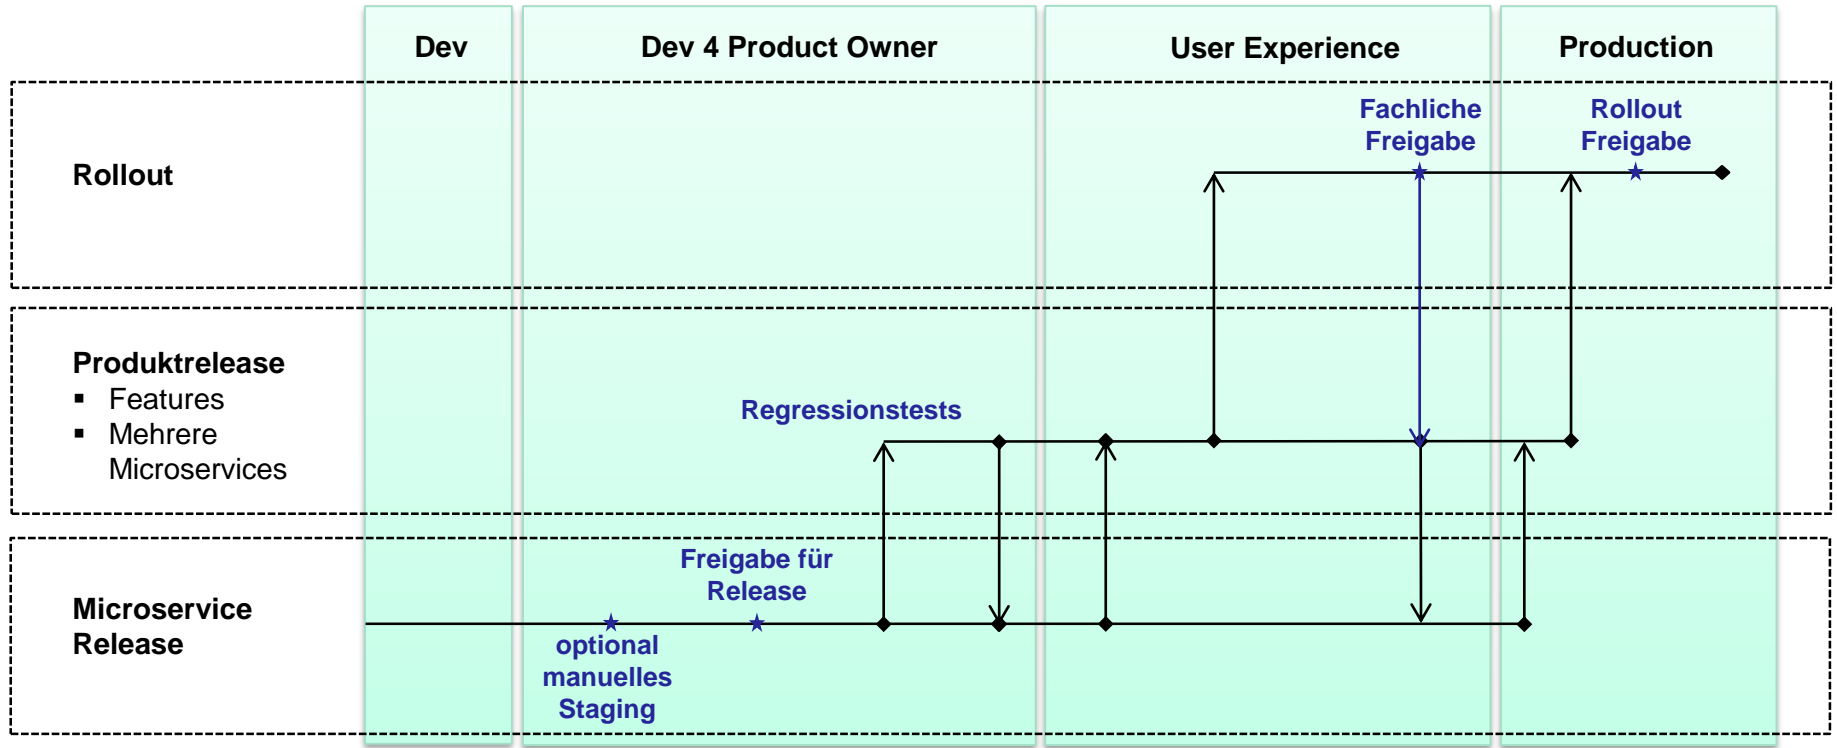 Dev
Dev 4 Product Owner
User Experience
Production
Rollout
Fachliche
Freigabe
Rollout
Freigabe
Produktrelease
▪ Features
▪ Mehrere
Microservices
Regressionstests
Microservice
Release
Freigabe für
Release
optional
manuelles
Staging